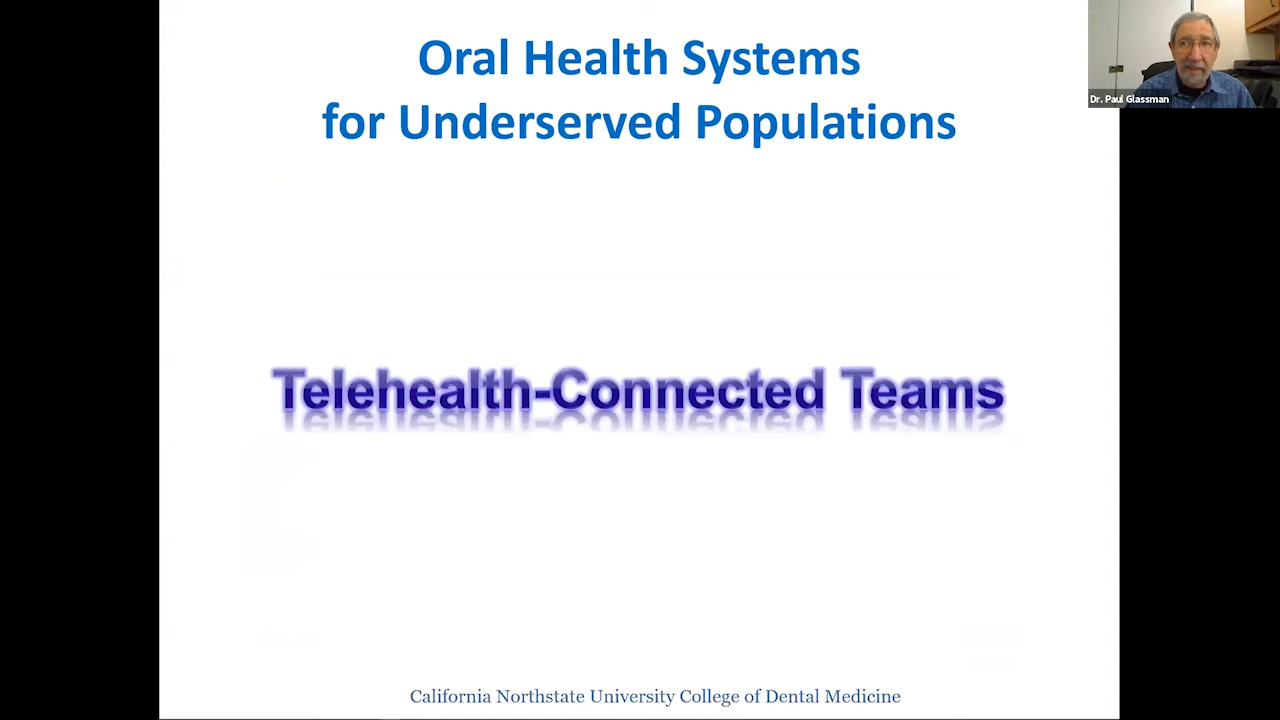 Oral Health Systems
for Underserved Populations
Dr. Paul Glassman
Telehealth-Connected Teams
California Northstate University College of Dental Medicine